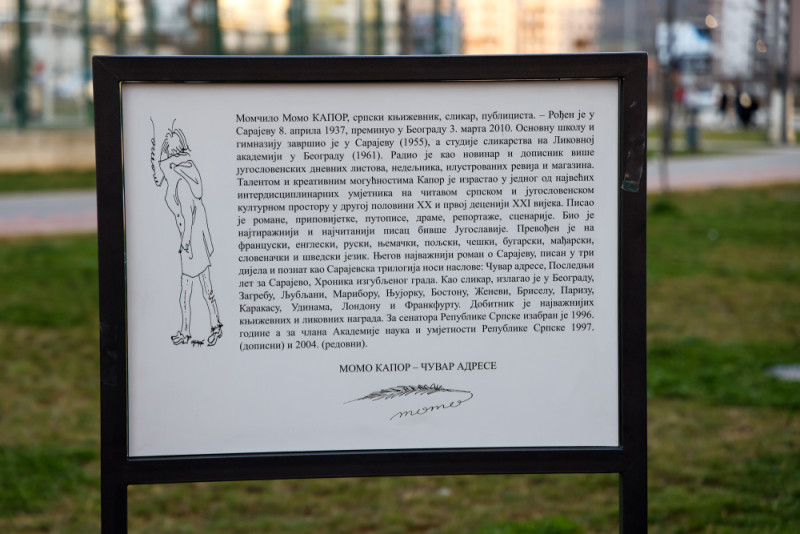 momo
Момчило Момо КАПОР, српски књижевник, сликар, публициста. – Рођен је у
Сарајеву 8. априла 1937, преминуо у Београду 3. марта 2010. Основну школу и
гимназију завршио је у Сарајеву (1955), а студије сликарства на Ликовној
академији у Београду (1961). Радио је као новинар и дописник више
југословенских дневних листова, недељника, илустрованих ревија и магазина.
Талентом и креативним могућностима Капор је израстао у једног од највећих
интердисциплинарних умјетника на читавом српском и југословенском
културном простору у другој половини XX и првој деценији XXI вијека. Писао
је романе, приповијетке, путописе, драме, репортаже, сценарије. Био је
најтиражнији и најчитанији писац бивше Југославије. Превођен је на
француски, енглески, руски, њемачки, пољски, чешки, бугарски, мађарски,
словеначки и шведски језик. Његов најважнији роман о Сарајеву, писан у три
дијела и познат као Сарајевска трилогија носи наслове: Чувар адресе, Последњи
лет за Сарајево, Хроника изгубљеног града. Као сликар, излагао је у Београду,
Загребу, Љубљани, Марибору, Њујорку, Бостону, Женеви, Бриселу, Паризу,
Каракасу, Удинама, Лондону и Франкфурту. Добитник је најважнијих
књижевних и ликовних награда. За сенатора Републике Српске изабран је 1996.
године а за члана Академије наука и умјетности Републике Српске 1997.
(дописни) и 2004. (редовни).
МОМО КАПОР – ЧУВАР АДРЕСЕ
momo